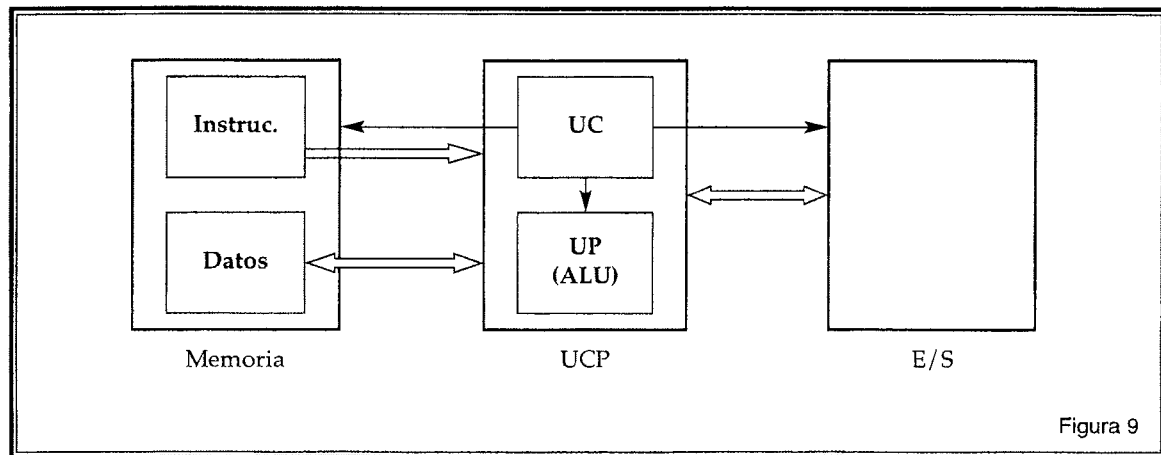 Instruc.
UC
Datos
UP
(ALU)
Memoria
UCP
E/S
Figura 9